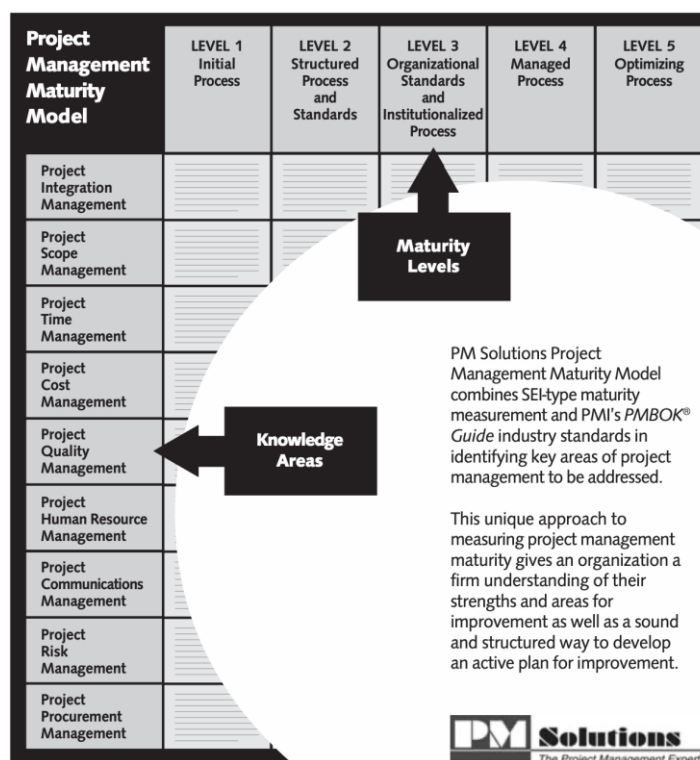 Project
Management
Maturity
Model
LEVEL 1
Initial
Process
LEVEL 2
Structured
Process
and
Standards
LEVEL 3
Organizational
Standards
and
Institutionalized
Process
LEVEL 4
Managed
Process
LEVEL 5
Optimizing
Process
Project
Integration
Management
Project
Scope
Management
Project
Time
Management
Project
Cost
Management
Project
Quality
Management
Project
Human Resource
Management
Project
Communications
Management
Project
Risk
Management
Project
Procurement
Management
Maturity
Levels
Knowledge
Areas
PM Solutions Project
Management Maturity Model
combines SEI-type maturity
measurement and PMI's PMBOK®
Guide industry standards in
identifying key areas of project
management to be addressed.
This unique approach to
measuring project management
maturity gives an organization a
firm understanding of their
strengths and areas for
improvement as well as a sound
and structured way to develop
an active plan for improvement.
PM Solutions
The Project Management Expert